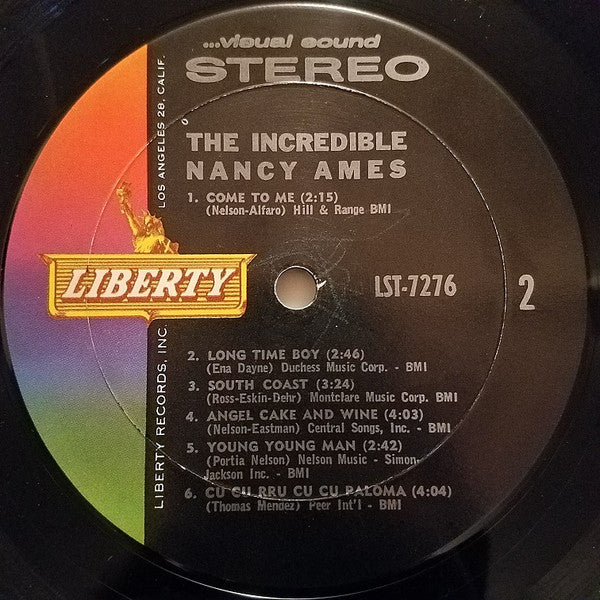 ...visual sound
STEREO
THE INCREDIBLE
NANCY AMES
1. COME TO ME (2:15)
(Nelson-Alfaro) Hill & Range BMI
LIBERTY
LST-7276
2
2. LONG TIME BOY (2:46)
(Ena Dayne) Duchess Music Corp. - BMI
3. SOUTH COAST (3:24)
(Ross-Eskin-Dehr) Montclare Music Corp. BMI
4. ANGEL CAKE AND WINE (4:03)
(Nelson-Eastman) Central Songs, Inc. - BMI
5. YOUNG YOUNG MAN (2:42)
(Portia Nelson) Nelson Music - Simon-
Jackson Inc. - BMI
6. CU CU RRU CU CU PALOMA (4:04)
(Thomas Mendez) Peer Int'l - BMI
LIBERTY RECORDS, INC.
LOS ANGELES 28, CALIF.